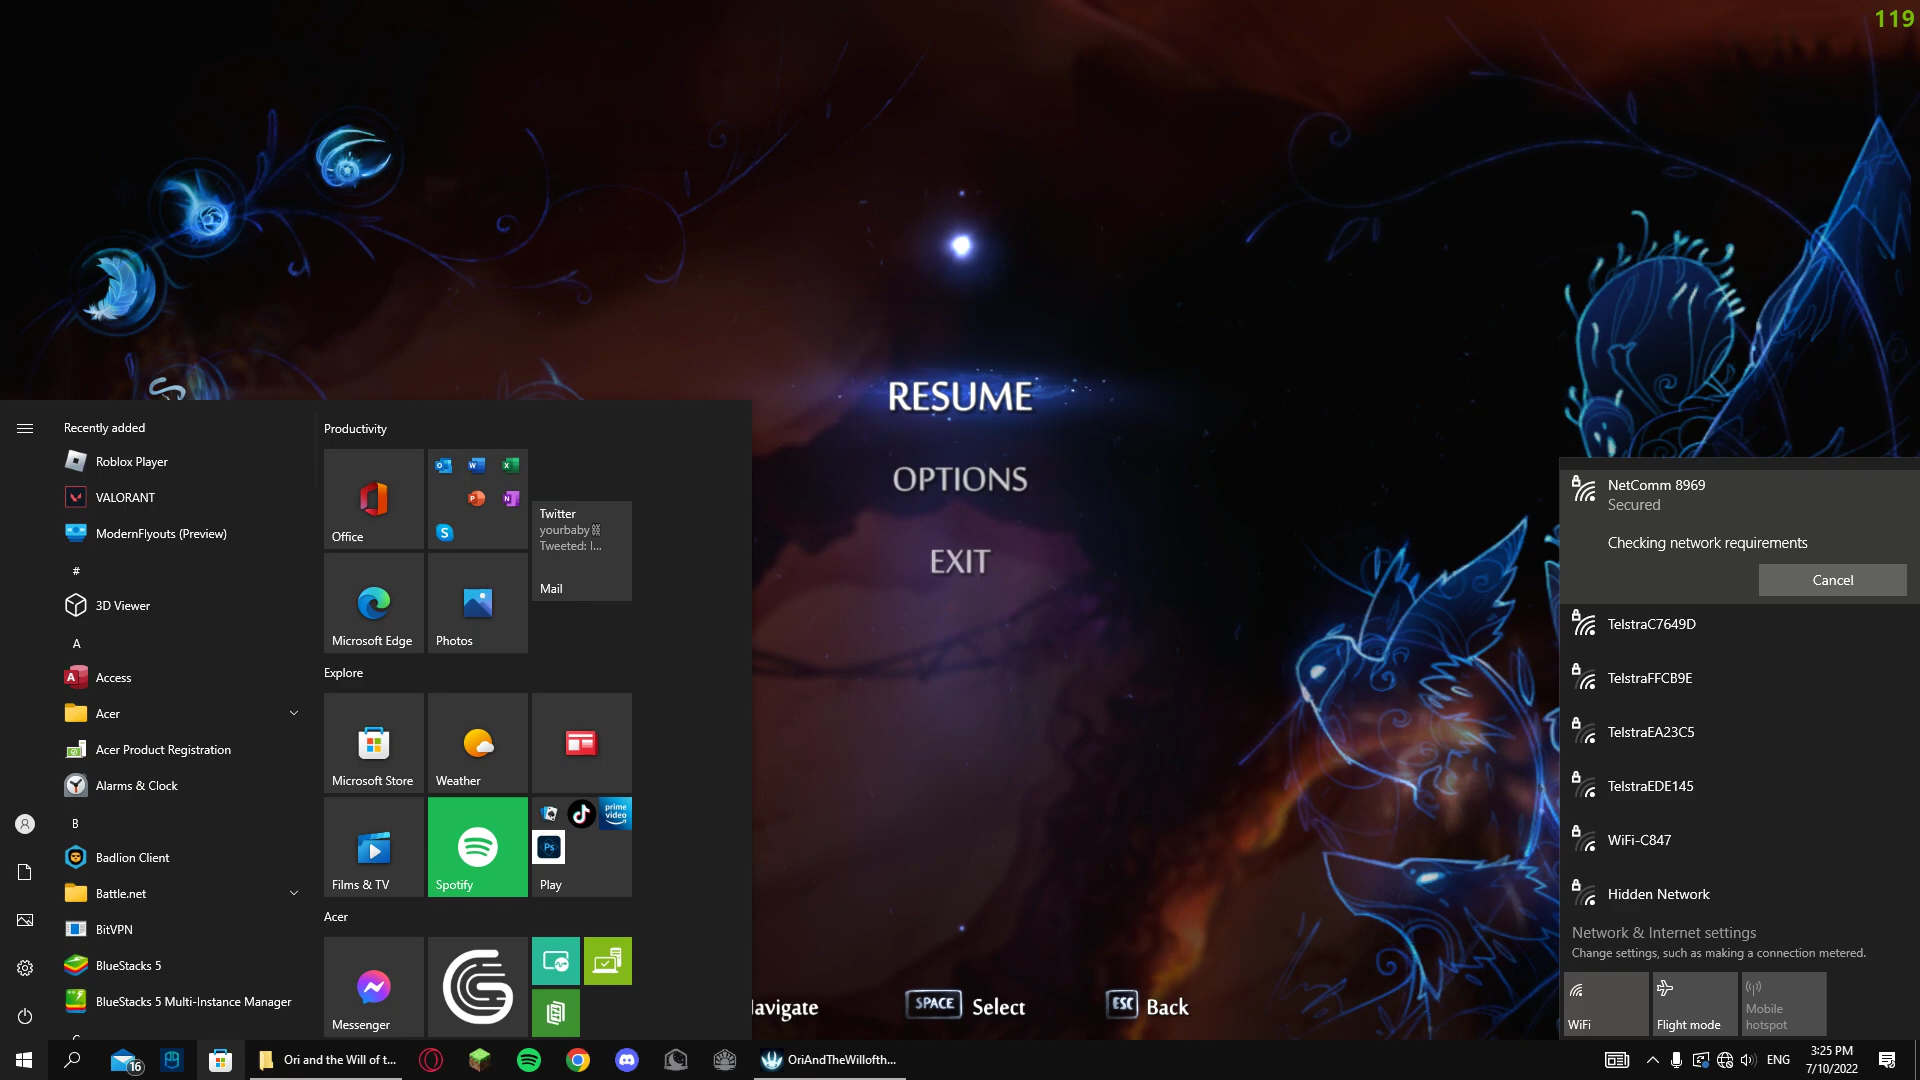 119
RESUME
OPTIONS
EXIT
avigate
SPACE Select
ESC Back
Recently added
Roblox Player
VALORANT
ModernFlyouts (Preview)
#
3D Viewer
A
Access
Acer
Acer Product Registration
Alarms & Clock
B
Badlion Client
Battle.net
BitVPN
BlueStacks 5
BlueStacks 5 Multi-Instance Manager
Productivity
Office
Twitter
yourbaby
Tweeted: I...
Mail
Microsoft Edge
Photos
Explore
Microsoft Store
Weather
Films & TV
Spotify
prime
video
Ps
Play
Acer
Messenger
NetComm 8969
Secured
Checking network requirements
Cancel
TelstraC7649D
TelstraFFCB9E
TelstraEA23C5
TelstraEDE145
WiFi-C847
Hidden Network
Network & Internet settings
Change settings, such as making a connection metered.
WiFi
Flight mode
Mobile
hotspot
16
Ori and the Will of t...
OriAndTheWillofth...
ENG
3:25 PM
7/10/2022